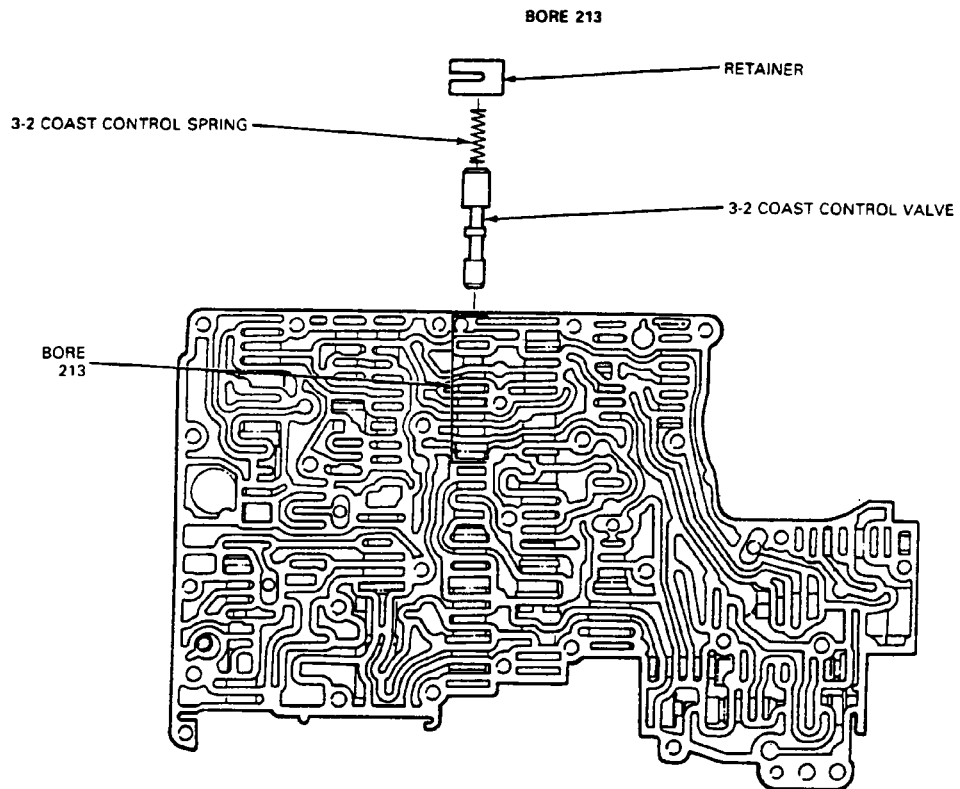 BORE 213
RETAINER
3-2 COAST CONTROL SPRING
3-2 COAST CONTROL VALVE
BORE
213